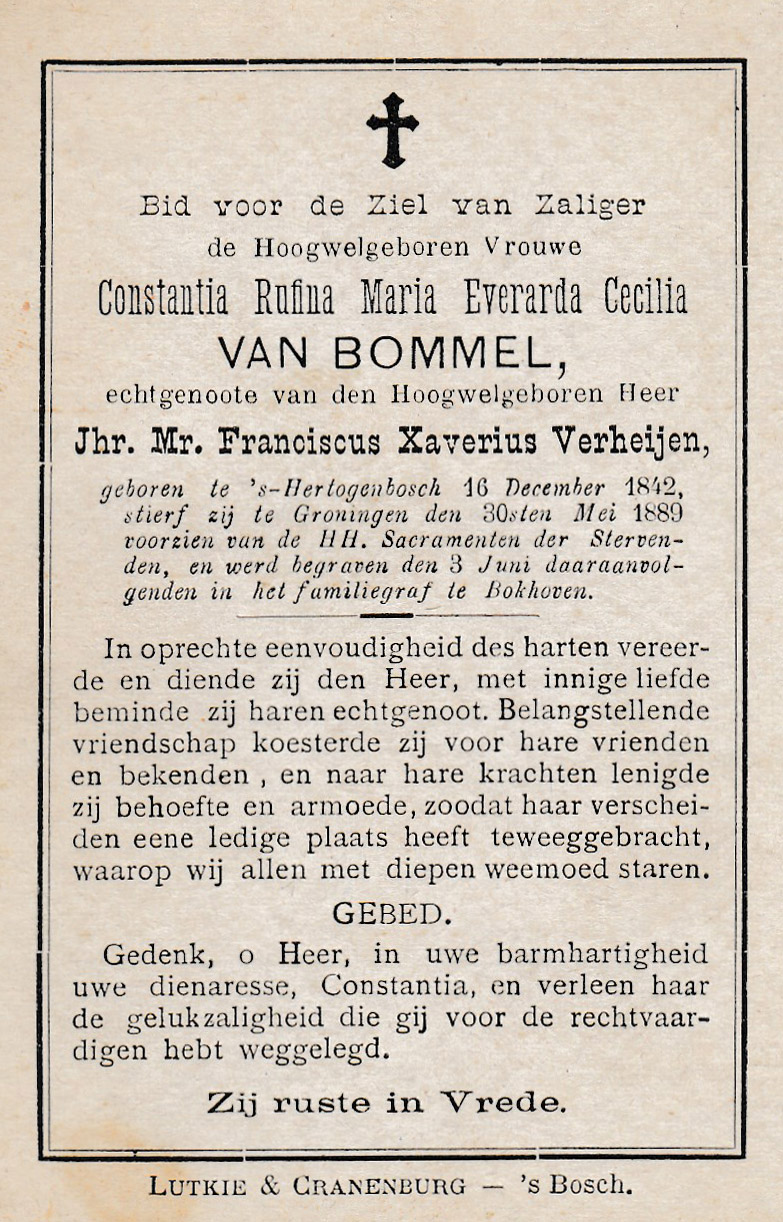 Bid voor de Ziel van Zaliger
de Hoogwelgeboren Vrouwe
Constantia Rufina Maria Everarda Cecilia
VAN BOMMEL,
echtgenoote van den Hoogwelgeboren Heer
Jhr. Mr. Franciscus Xaverius Verheijen,
geboren te 's-Hertogenbosch 16 December 1842,
stierf zij te Groningen den 30sten Mei 1889
voorzien van de HH. Sacramenten der Sterven-
den, en werd begraven den 3 Juni daaraanvol-
genden in het familiegraf te Bokhoven.
In oprechte eenvoudigheid des harten vereer-
de en diende zij den Heer, met innige liefde
beminde zij haren echtgenoot. Belangstellende
vriendschap koesterde zij voor hare vrienden
en bekenden, en naar hare krachten lenigde
zij behoefte en armoede, zoodat haar verschei-
den eene ledige plaats heeft teweeggebracht,
waarop wij allen met diepen weemoed staren.
GEBED.
Gedenk, o Heer, in uwe barmhartigheid
uwe dienaresse, Constantia, en verleen haar
de gelukzaligheid die gij voor de rechtvaar-
digen hebt weggelegd.
Zij ruste in Vrede.
LUTKIE & CRANENBURG — 's Bosch.